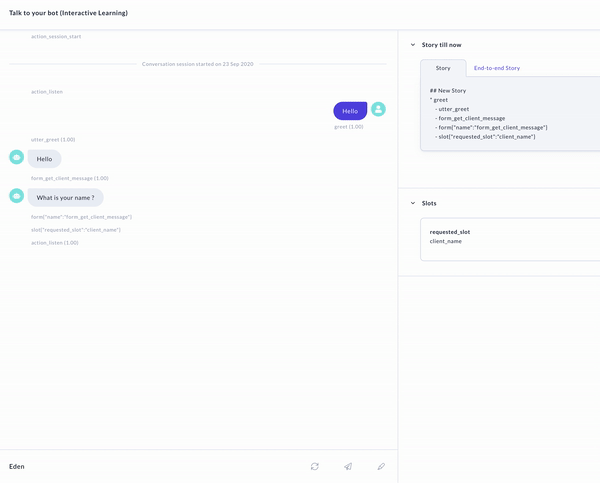 Talk to your bot (Interactive Learning)
action_session_start
Conversation session started on 23 Sep 2020
action_listen
Hello
greet (1.00)
utter_greet (1.00)
Hello
form_get_client_message (1.00)
What is your name ?
form{"name":"form_get_client_message"}
slot{"requested_slot":"client_name"}
action_listen (1.00)
Eden
Story till now
Story
End-to-end Story
## New Story
* greet
- utter_greet
- form_get_client_message
- form{"name":"form_get_client_message"}
- slot{"requested_slot":"client_name"}
Slots
requested_slot
client_name